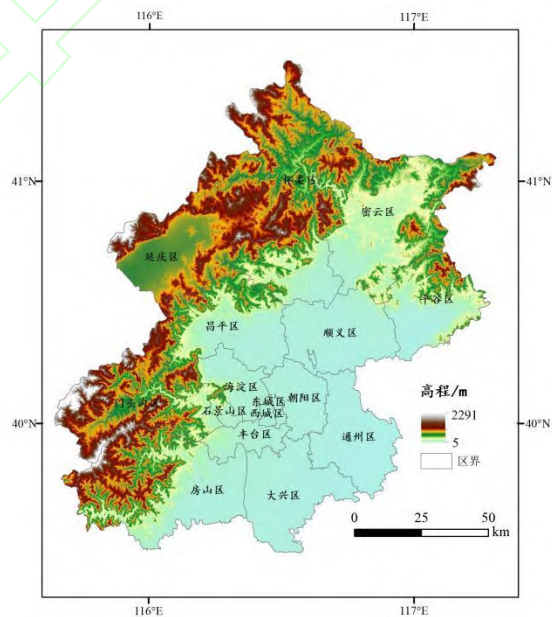 116°E
117°E
41°N
怀柔区
密云区
延庆区
平谷区
昌平区
顺义区
海淀区
东城区
朝阳区
门头沟区
石景山区
西城区
40°N
40°N
丰台区
通州区
房山区
大兴区
高程/m
2291
5
区界
0 25 50
km
41°N
116°E
117°E